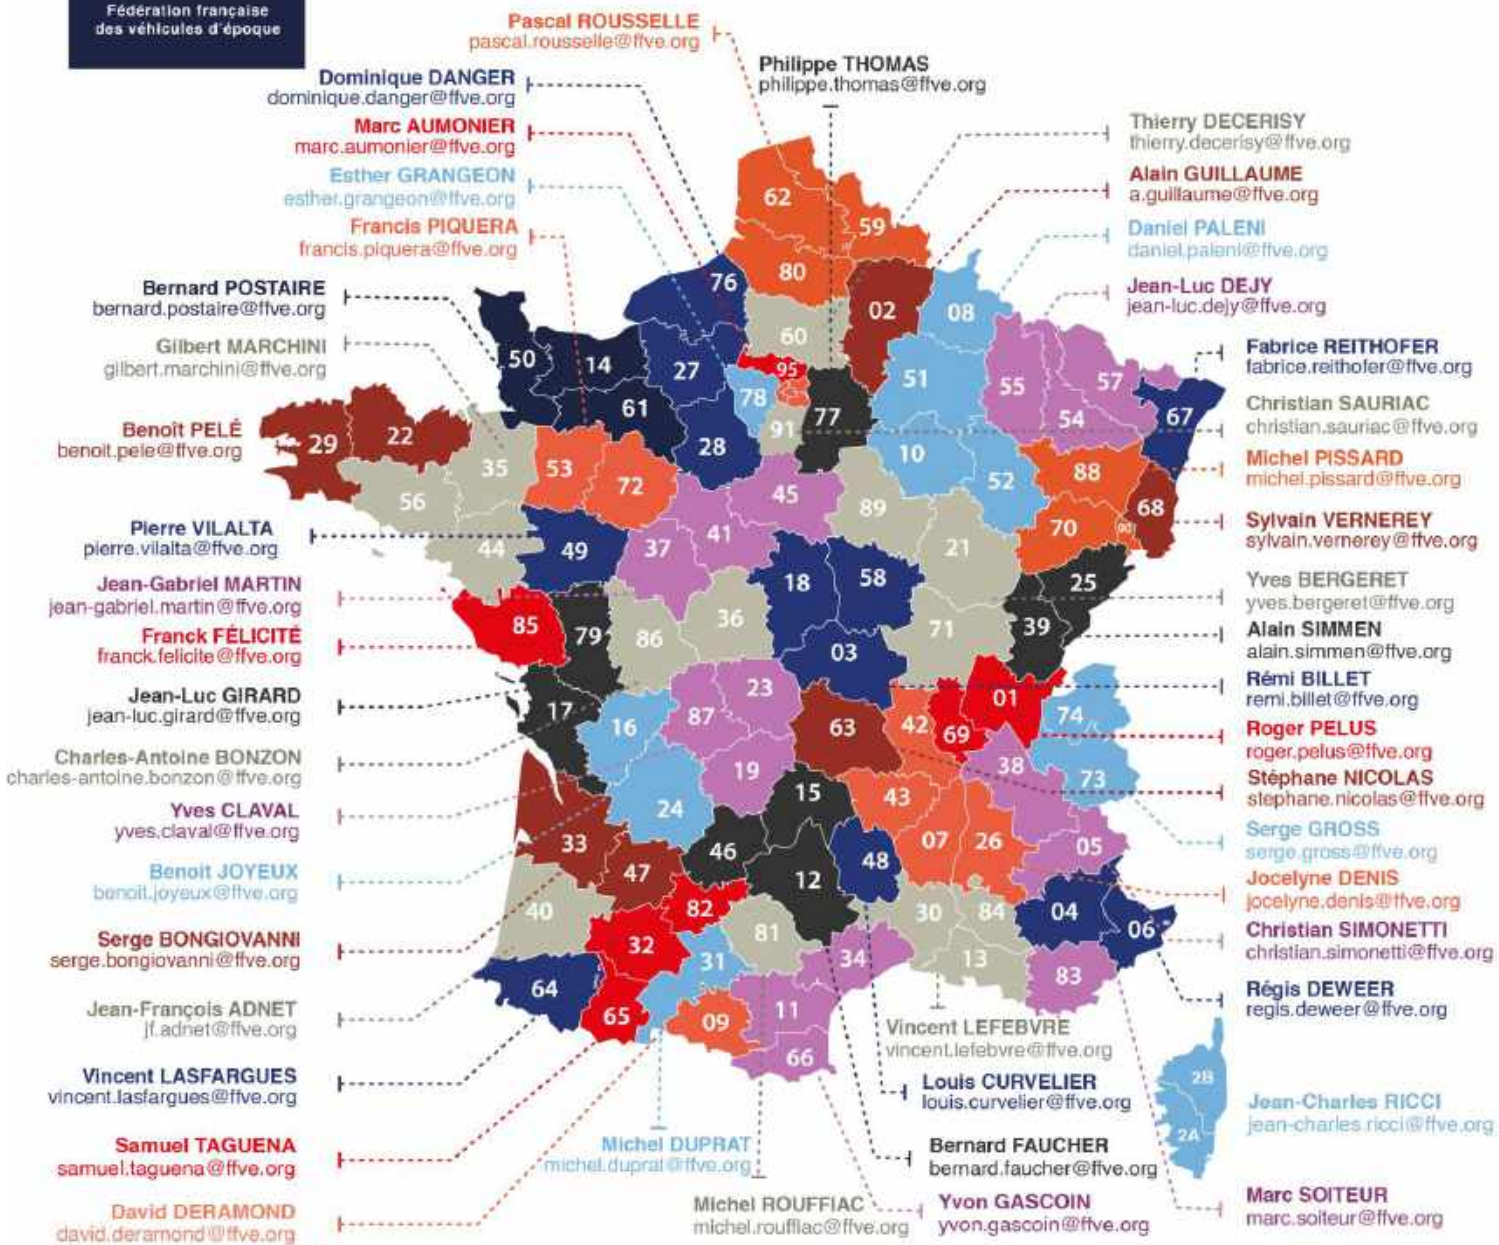 Fédération française
des véhicules d'époque
Pascal ROUSSELLE
pascal.rousselle@ffve.org
Philippe THOMAS
philippe.thomas@ffve.org
Dominique DANGER
dominique.danger@ffve.org
Marc AUMONIER
marc.aumonier@ffve.org
Esther GRANGEON
esther.grangeon@ffve.org
Francis PIQUERA
francis.piquera@ffve.org
Bernard POSTAIRE
bernard.postaire@ffve.org
Gilbert MARCHINI
gilbert.marchini@ffve.org
Benoît PELÉ
benoit.pele@ffve.org
Pierre VILALTA
pierre.vilalta@ffve.org
Jean-Gabriel MARTIN
jean-gabriel.martin@ffve.org
Franck FÉLICITÉ
franck.felicite@ffve.org
Jean-Luc GIRARD
jean-luc.girard@ffve.org
Charles-Antoine BONZON
charles-antoine.bonzon@ffve.org
Yves CLAVAL
yves.claval@ffve.org
Benoit JOYEUX
benoit.joyeux@ffve.org
Serge BONGIOVANNI
serge.bongiovanni@ffve.org
Jean-François ADNET
jf.adnet@ffve.org
Vincent LASFARGUES
vincent.lasfargues@ffve.org
Samuel TAGUENA
samuel.taguena@ffve.org
David DERAMOND
david.deramond@ffve.org
62
59
80
76
02
08
60
50
14
27
95
51
55
57
78
77
67
61
54
29
22
91
28
10
88
35
53
72
52
45
56
89
68
70
90
41
44
49
37
21
18
58
25
36
85
79
86
71
39
03
23
01
17
87
74
16
42
63
69
38
19
73
15
43
24
07
26
33
05
46
48
47
12
82
40
30
84
04
81
06
32
34
13
31
83
64
11
65
09
66
2B
2A
Thierry DECERISY
thierry.decerisy@ffve.org
Alain GUILLAUME
a.guillaume@ffve.org
Daniel PALENI
daniel.paleni@ffve.org
Jean-Luc DEJY
jean-luc.dejy@ffve.org
Fabrice REITHOFER
fabrice.reithofer@ffve.org
Christian SAURIAC
christian.sauriac@ffve.org
Michel PISSARD
michel.pissard@ffve.org
Sylvain VERNEREY
sylvain.vernerey@ffve.org
Yves BERGERET
yves.bergeret@ffve.org
Alain SIMMEN
alain.simmen@ffve.org
Rémi BILLET
remi.billet@ffve.org
Roger PELUS
roger.pelus@ffve.org
Stéphane NICOLAS
stephane.nicolas@ffve.org
Serge GROSS
serge.gross@ffve.org
Jocelyne DENIS
jocelyne.denis@ffve.org
Christian SIMONETTI
christian.simonetti@ffve.org
Régis DEWEER
regis.deweer@ffve.org
Jean-Charles RICCI
jean-charles.ricci@ffve.org
Marc SOITEUR
marc.soiteur@ffve.org
Vincent LEFEBVRE
vincent.lefebvre@ffve.org
Louis CURVELIER
louis.curvelier@ffve.org
Bernard FAUCHER
bernard.faucher@ffve.org
Yvon GASCOIN
yvon.gascoin@ffve.org
Michel DUPRAT
michel.duprat@ffve.org
Michel ROUFFIAC
michel.rouffiac@ffve.org